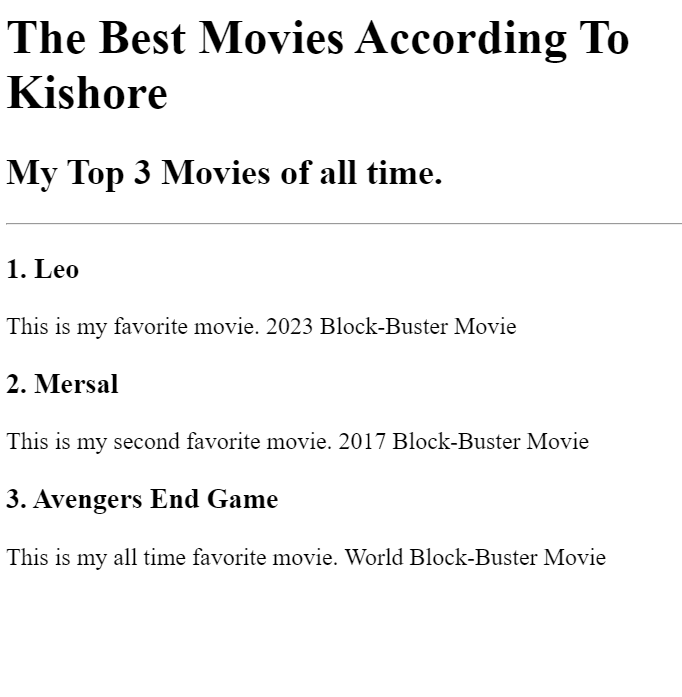 The Best Movies According To
Kishore
My Top 3 Movies of all time.
1. Leo
This is my favorite movie. 2023 Block-Buster Movie
2. Mersal
This is my second favorite movie. 2017 Block-Buster Movie
3. Avengers End Game
This is my all time favorite movie. World Block-Buster Movie